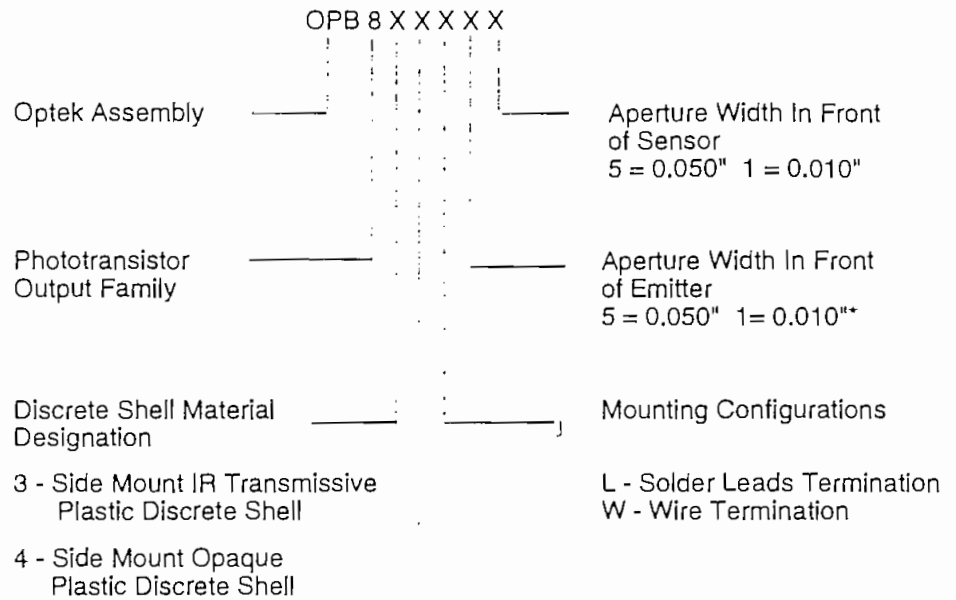 OPB 8 X X X X X
Optek Assembly
Aperture Width In Front
of Sensor
5 = 0.050" 1 = 0.010"
Phototransistor
Output Family
Aperture Width In Front
of Emitter
5 = 0.050" 1= 0.010"*
Discrete Shell Material
Designation
Mounting Configurations
3 - Side Mount IR Transmissive
Plastic Discrete Shell
L - Solder Leads Termination
W - Wire Termination
4 - Side Mount Opaque
Plastic Discrete Shell